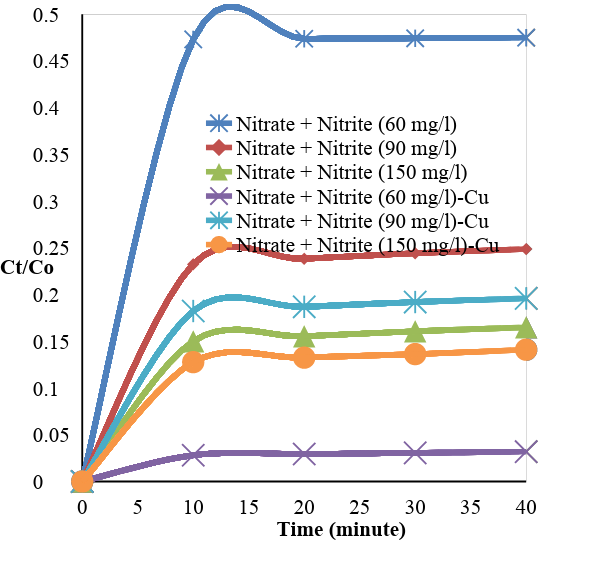 0.5
0.45
0.4
0.35
0.3
0.25
0.2
0.15
0.1
0.05
0
Ct/Co
Nitrate + Nitrite (60 mg/l)
Nitrate + Nitrite (90 mg/l)
Nitrate + Nitrite (150 mg/l)
Nitrate + Nitrite (60 mg/l)-Cu
Nitrate + Nitrite (90 mg/l)-Cu
Nitrate + Nitrite (150 mg/l)-Cu
0 5 10 15 20 25 30 35 40
Time (minute)